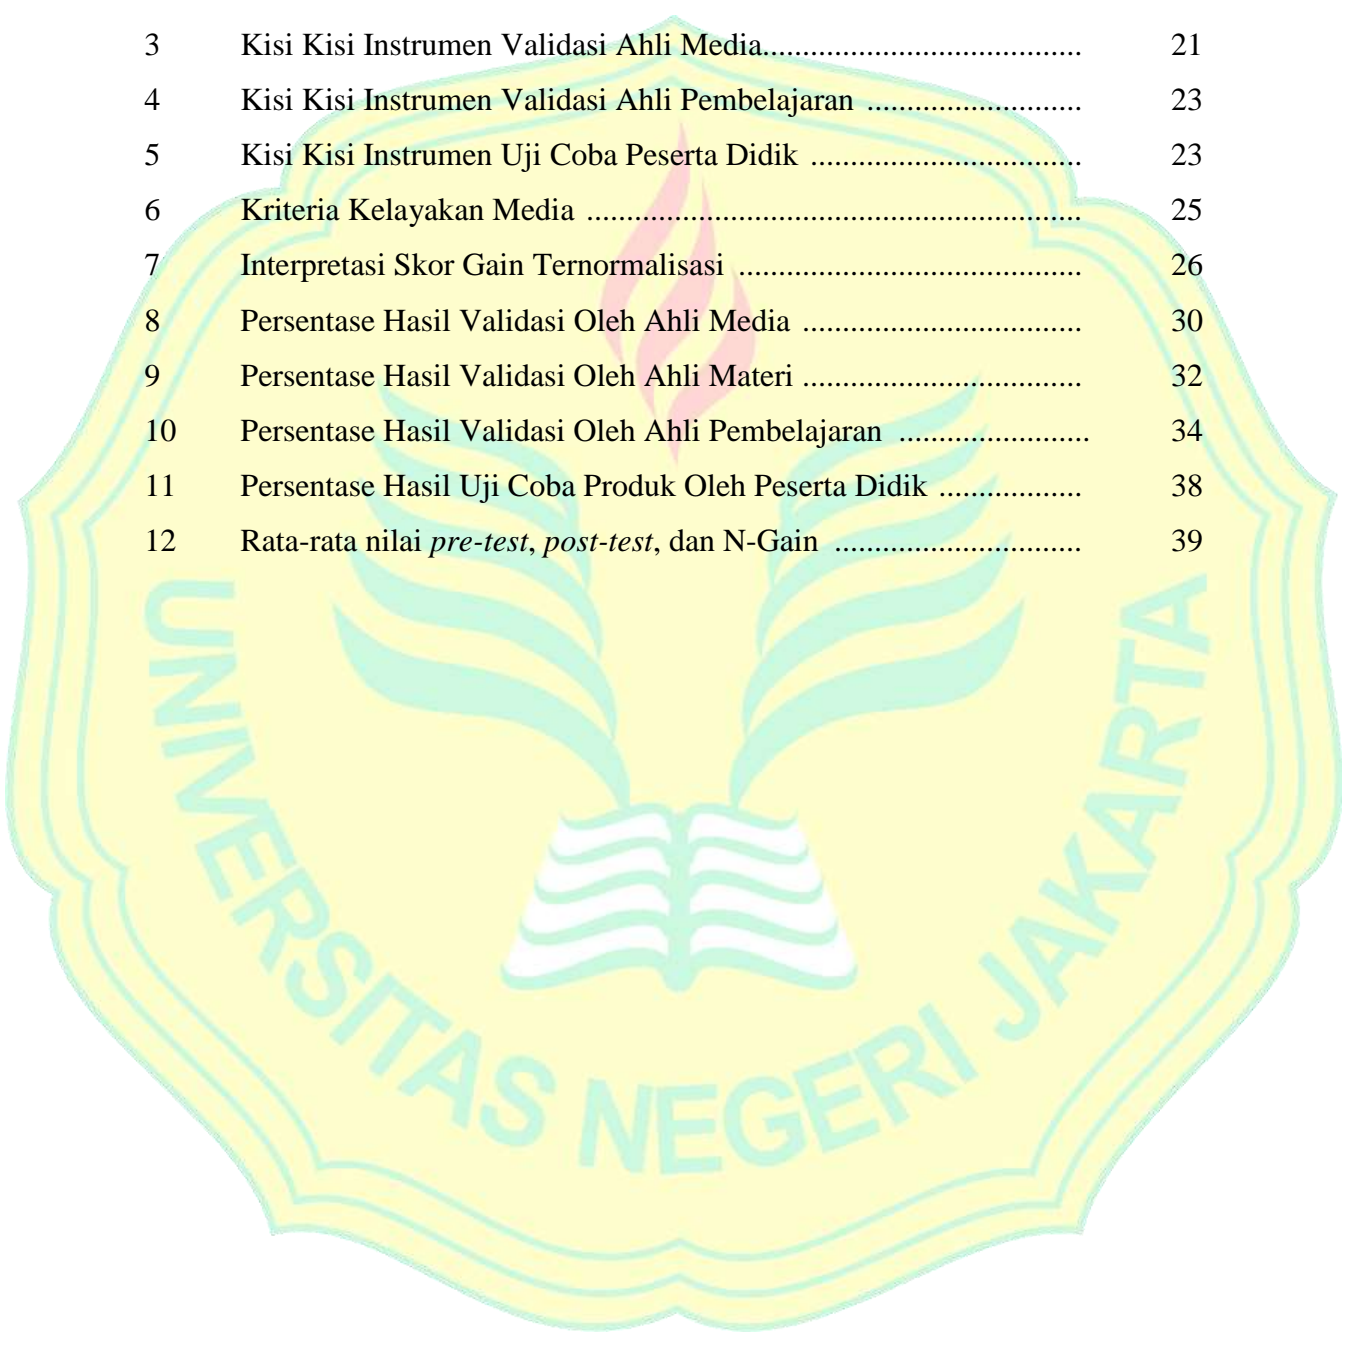 3 Kisi Kisi Instrumen Validasi Ahli Media.................................... 21
4 Kisi Kisi Instrumen Validasi Ahli Pembelajaran ........................ 23
5 Kisi Kisi Instrumen Uji Coba Peserta Didik .............................. 23
6 Kriteria Kelayakan Media ....................................................... 25
7 Interpretasi Skor Gain Ternormalisasi ...................................... 26
8 Persentase Hasil Validasi Oleh Ahli Media ............................... 30
9 Persentase Hasil Validasi Oleh Ahli Materi ............................... 32
10 Persentase Hasil Validasi Oleh Ahli Pembelajaran ..................... 34
11 Persentase Hasil Uji Coba Produk Oleh Peserta Didik ................ 38
12 Rata-rata nilai pre-test, post-test, dan N-Gain ............................ 39
UNIVERSITAS NEGERI JAKARTA